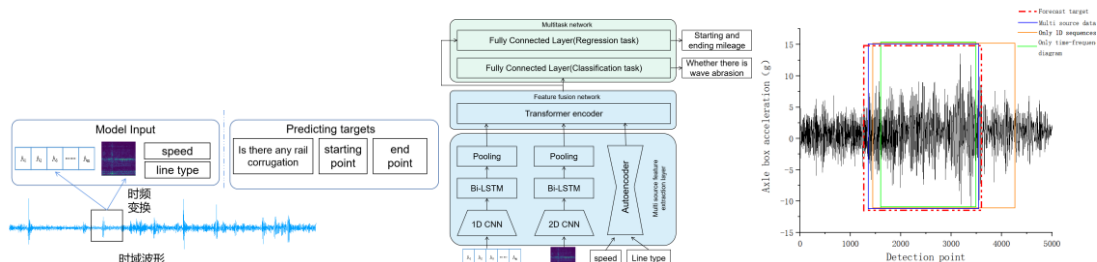 Model Input
Predicting targets
speed
line type
Is there any rail
corrugation
starting
point
end
point
时频
变换
时域波形
Multitask network
Fully Connected Layer(Regression task)
Starting and
ending mileage
Fully Connected Layer(Classification task)
Whether there is
wave abrasion
Feature fusion network
Transformer encoder
Pooling
Pooling
Bi-LSTM
Bi-LSTM
1D CNN
2D CNN
Autoencoder
Multi source feature
extraction layer
speed
Line type
Forecast target
Multi source data
Only 1D sequences
Only time-frequenc
diagram
Axle box acceleration (g)
15
10
5
0
-5
-10
-15
0
1000
2000
3000
4000
5000
Detection point